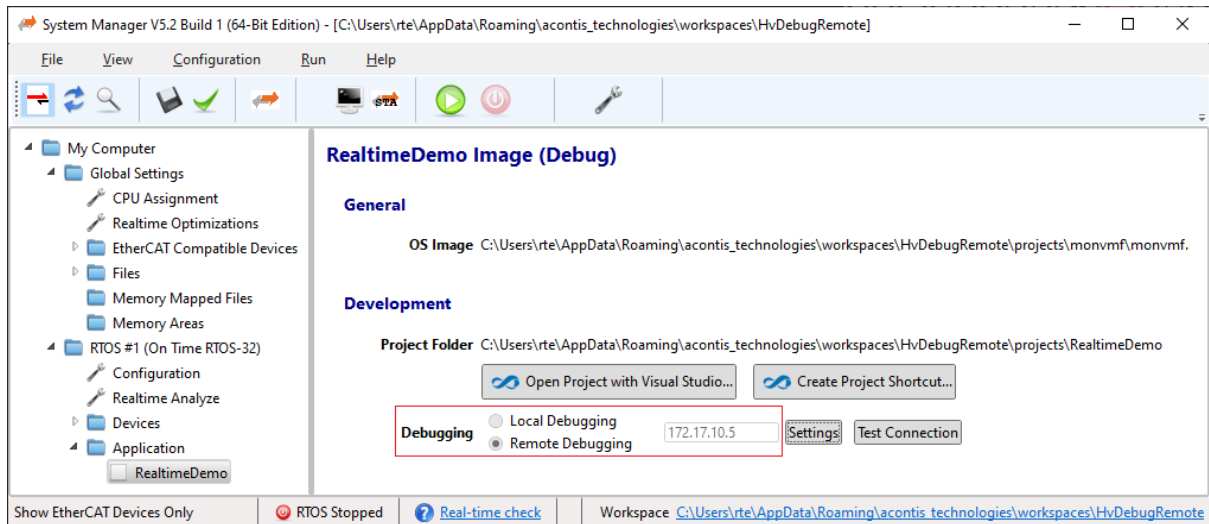 System Manager V5.2 Build 1 (64-Bit Edition) - [C:\Users\rte\AppData\Roaming\acontis_technologies\workspaces\HvDebugRemote]
File View Configuration Run Help
STA
My Computer
Global Settings
CPU Assignment
Realtime Optimizations
EtherCAT Compatible Devices
Files
Memory Mapped Files
Memory Areas
RTOS #1 (On Time RTOS-32)
Configuration
Realtime Analyze
Devices
Application
RealtimeDemo
RealtimeDemo Image (Debug)
General
OS Image C:\Users\rte\AppData\Roaming\acontis_technologies\workspaces\HvDebugRemote\projects\monvmf\monvmf.
Development
Project Folder C:\Users\rte\AppData\Roaming\acontis_technologies\workspaces\HvDebugRemote\projects\RealtimeDemo
Open Project with Visual Studio... Create Project Shortcut...
Debugging
Local Debugging
Remote Debugging
172.17.10.5 Settings Test Connection
Show EtherCAT Devices Only RTOS Stopped Real-time check Workspace C:\Users\rte\AppData\Roaming\acontis_technologies\workspaces\HvDebugRemote